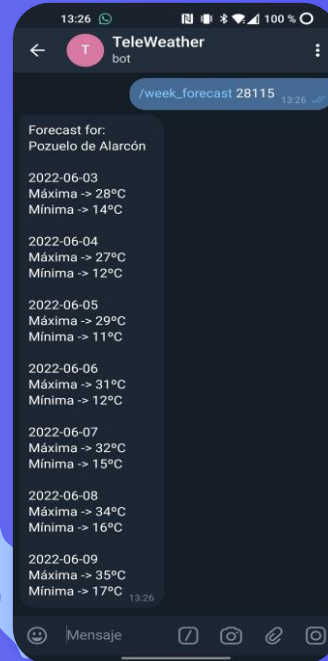 13:26
100 %
T
TeleWeather
bot
/week_forecast 28115
13:26
Forecast for:
Pozuelo de Alarcón
2022-06-03
Máxima -> 28ºC
Mínima -> 14ºC
2022-06-04
Máxima -> 27ºC
Mínima -> 12ºC
2022-06-05
Máxima -> 29ºC
Mínima -> 11ºC
2022-06-06
Máxima -> 31ºC
Mínima -> 12ºC
2022-06-07
Máxima -> 32ºC
Mínima -> 15ºC
2022-06-08
Máxima -> 34ºC
Mínima -> 16ºC
2022-06-09
Máxima -> 35ºC
Mínima -> 17ºC
13:26
Mensaje